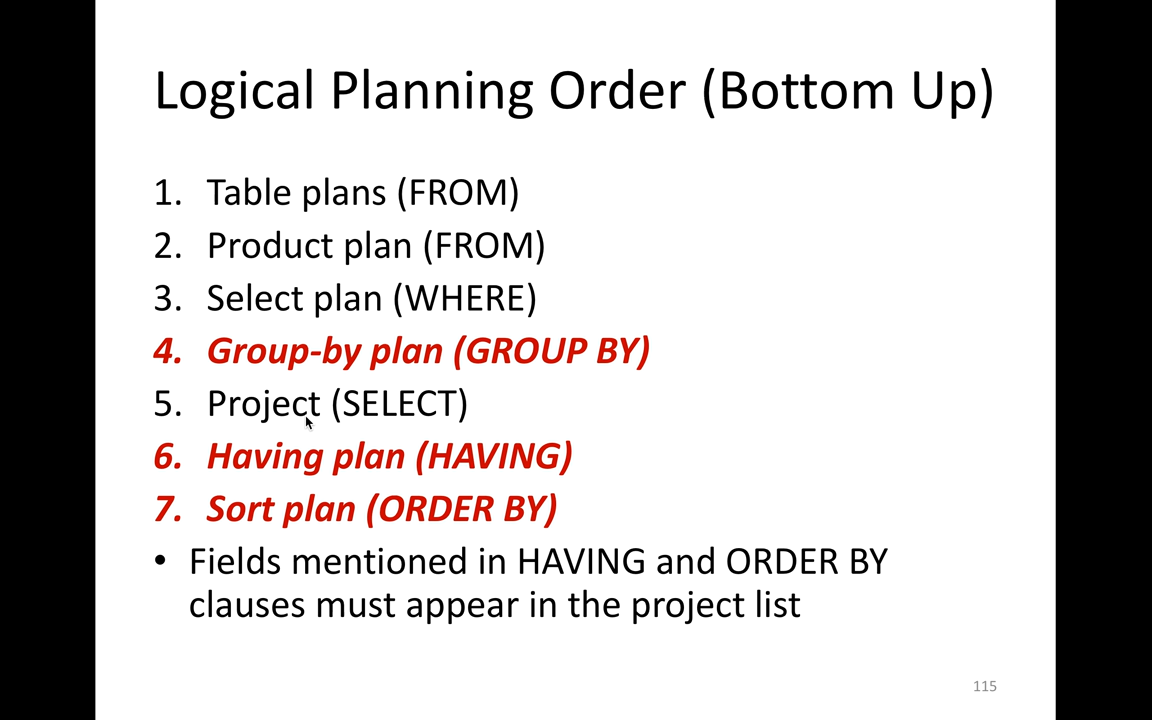 Logical Planning Order (Bottom Up)
1. Table plans (FROM)
2. Product plan (FROM)
3. Select plan (WHERE)
4. Group-by plan (GROUP BY)
5. Project (SELECT)
6. Having plan (HAVING)
7. Sort plan (ORDER BY)
• Fields mentioned in HAVING and ORDER BY
clauses must appear in the project list
115